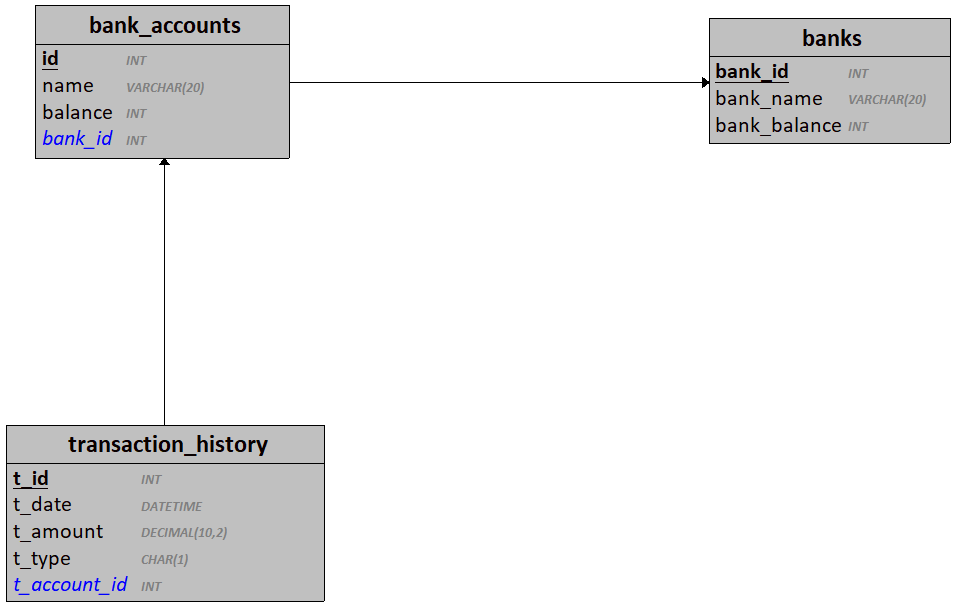 bank_accounts
id INT
name VARCHAR(20)
balance INT
bank_id INT
banks
bank_id INT
bank_name VARCHAR(20)
bank_balance INT
transaction_history
t_id INT
t_date DATETIME
t_amount DECIMAL(10,2)
t_type CHAR(1)
t_account_id INT